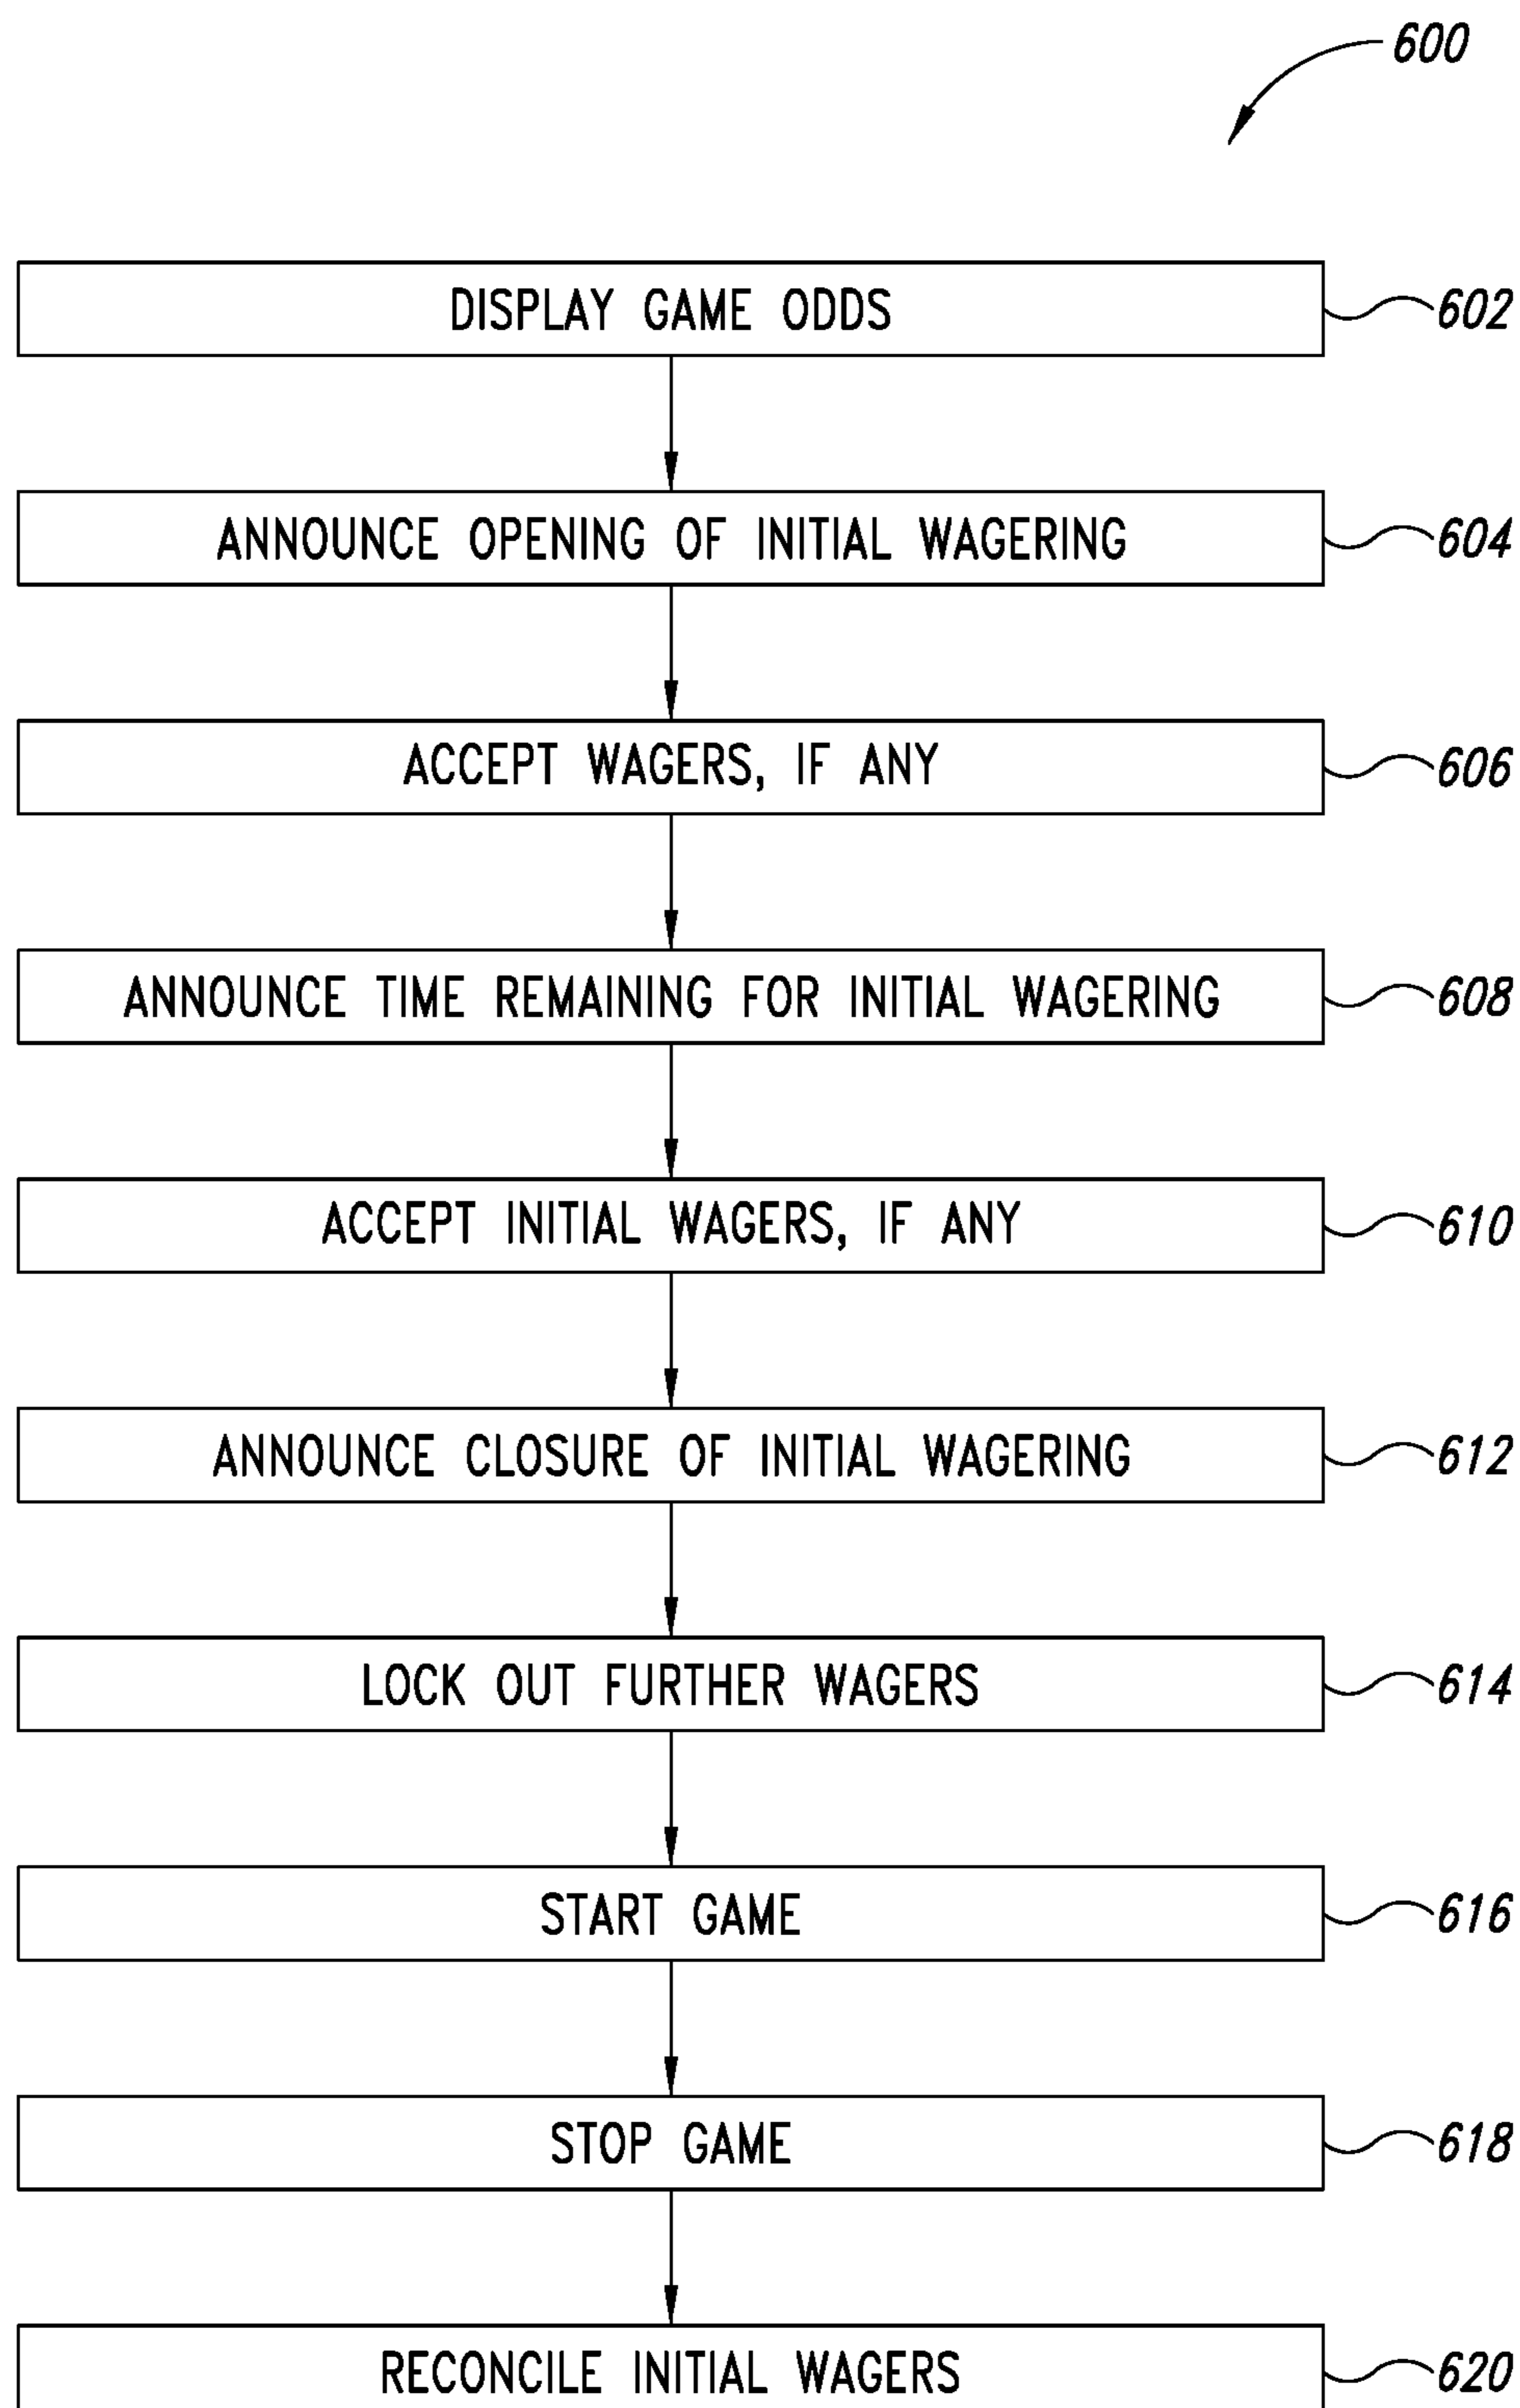 600
DISPLAY GAME ODDS 602
ANNOUNCE OPENING OF INITIAL WAGERING 604
ACCEPT WAGERS, IF ANY 606
ANNOUNCE TIME REMAINING FOR INITIAL WAGERING 608
ACCEPT INITIAL WAGERS, IF ANY 610
ANNOUNCE CLOSURE OF INITIAL WAGERING 612
LOCK OUT FURTHER WAGERS 614
START GAME 616
STOP GAME 618
RECONCILE INITIAL WAGERS 620